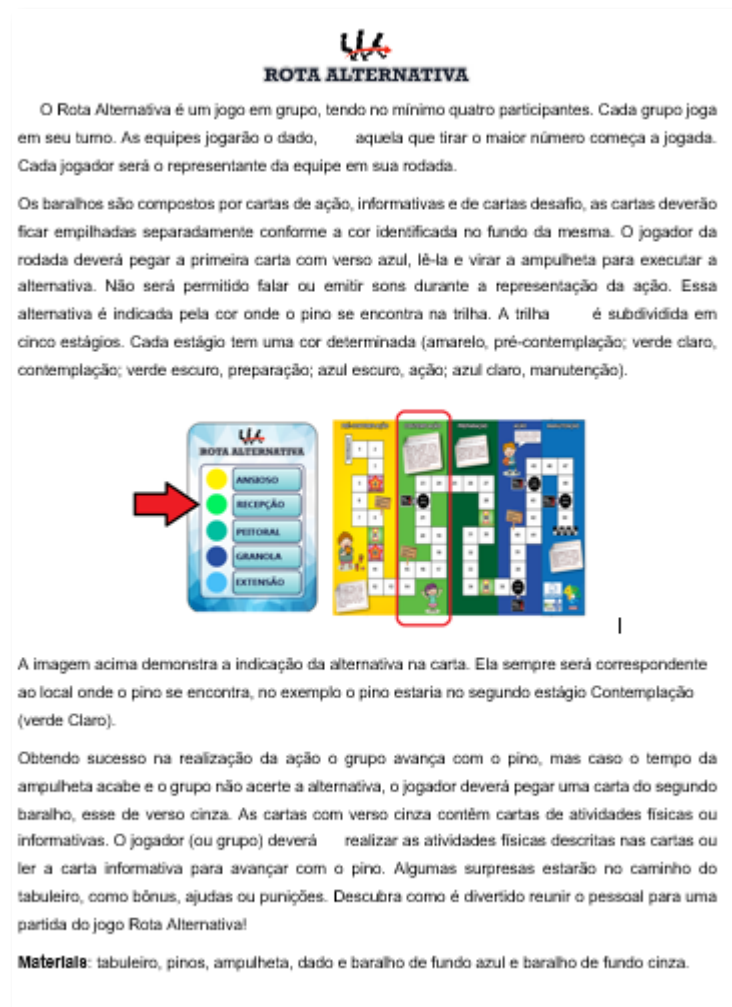 ROTA ALTERNATIVA
O Rota Alternativa é um jogo em grupo, tendo no mínimo quatro participantes. Cada grupo joga
em seu turno. As equipes jogarão o dado, aquela que tirar o maior número começa a jogada.
Cada jogador será o representante da equipe em sua rodada.
Os baralhos são compostos por cartas de ação, informativas e de cartas desafio, as cartas deverão
ficar empilhadas separadamente conforme a cor identificada no fundo da mesma. O jogador da
rodada deverá pegar a primeira carta com verso azul, lê-la e virar a ampulheta para executar a
alternativa. Não será permitido falar ou emitir sons durante a representação da ação. Essa
alternativa é indicada pela cor onde o pino se encontra na trilha. A trilha é subdividida em
cinco estágios. Cada estágio tem uma cor determinada (amarelo, pré-contemplação; verde claro,
contemplação; verde escuro, preparação; azul escuro, ação; azul claro, manutenção).
ROTA ALTERNATIVA
ANSIOSO
RECEPÇÃO
PEITORAL
GRANOLA
EXTENSÃO
A imagem acima demonstra a indicação da alternativa na carta. Ela sempre será correspondente
ao local onde o pino se encontra, no exemplo o pino estaria no segundo estágio Contemplação
(verde Claro).
Obtendo sucesso na realização da ação o grupo avança com o pino, mas caso o tempo da
ampulheta acabe e o grupo não acerte a alternativa, o jogador deverá pegar uma carta do segundo
baralho, esse de verso cinza. As cartas com verso cinza contêm cartas de atividades físicas ou
informativas. O jogador (ou grupo) deverá realizar as atividades físicas descritas nas cartas ou
ler a carta informativa para avançar com o pino. Algumas surpresas estarão no caminho do
tabuleiro, como bônus, ajudas ou punições. Descubra como é divertido reunir o pessoal para uma
partida do jogo Rota Alternativa!
Materiais: tabuleiro, pinos, ampulheta, dado e baralho de fundo azul e baralho de fundo cinza.